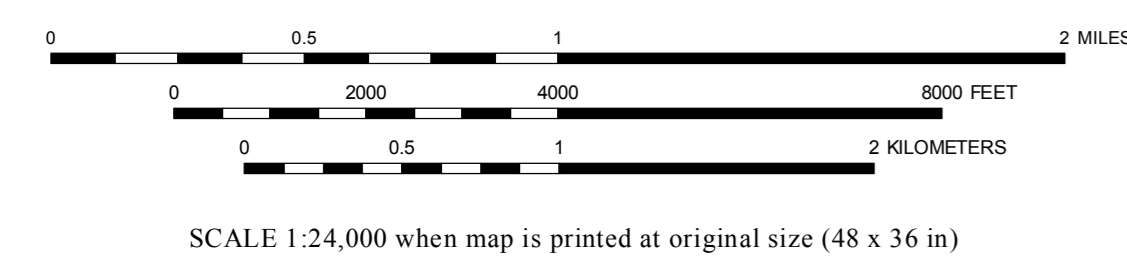 0 0.5 1 2 MILES
0 2000 4000 8000 FEET
0 0.5 1 2 KILOMETERS
SCALE 1:24,000 when map is printed at original size (48 x 36 in)